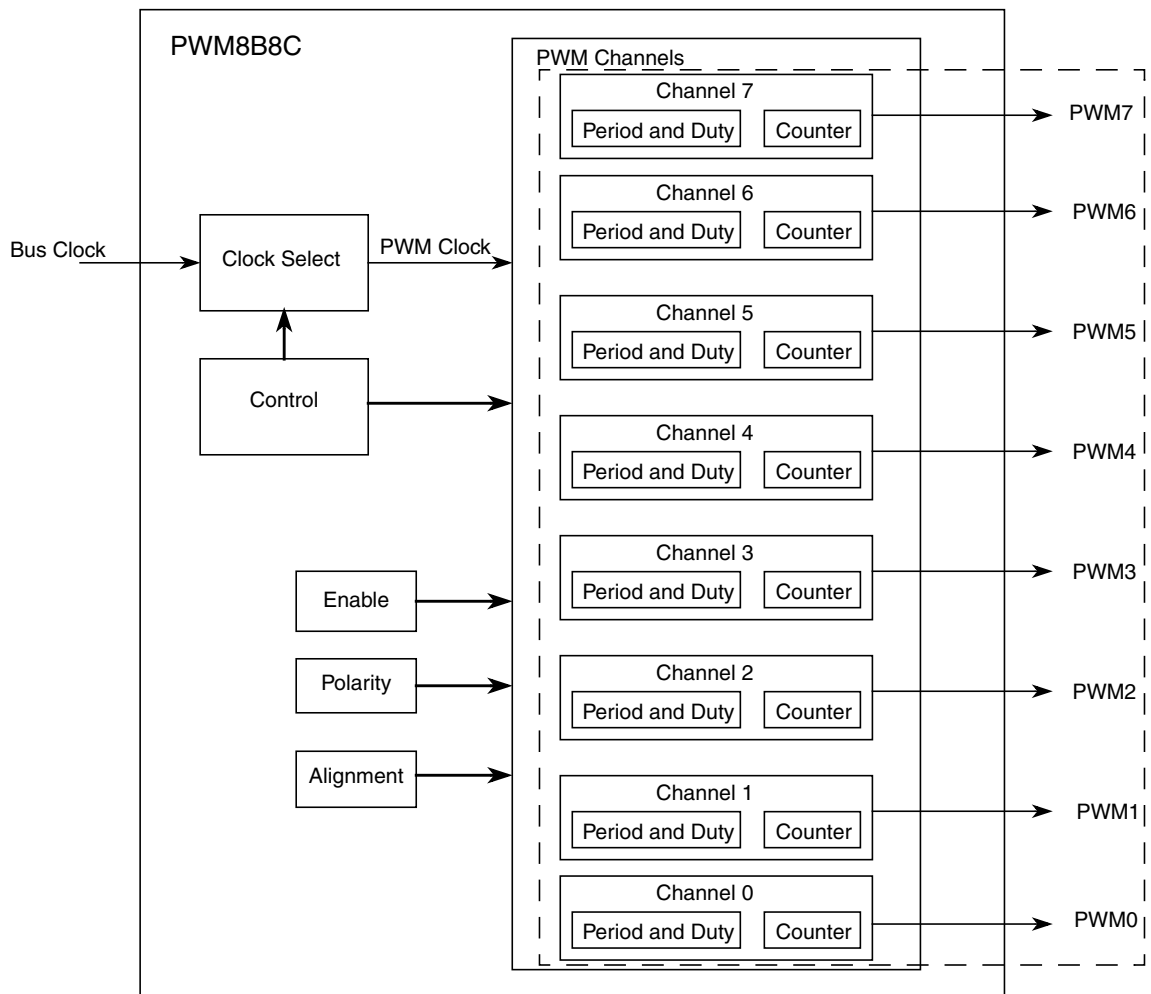 PWM8B8C
PWM Channels
Channel 7
Period and Duty
Counter
PWM7
Channel 6
Period and Duty
Counter
PWM6
Bus Clock
Clock Select
PWM Clock
Channel 5
Period and Duty
Counter
PWM5
Control
Channel 4
Period and Duty
Counter
PWM4
Enable
Channel 3
Period and Duty
Counter
PWM3
Polarity
Channel 2
Period and Duty
Counter
PWM2
Alignment
Channel 1
Period and Duty
Counter
PWM1
Channel 0
Period and Duty
Counter
PWM0